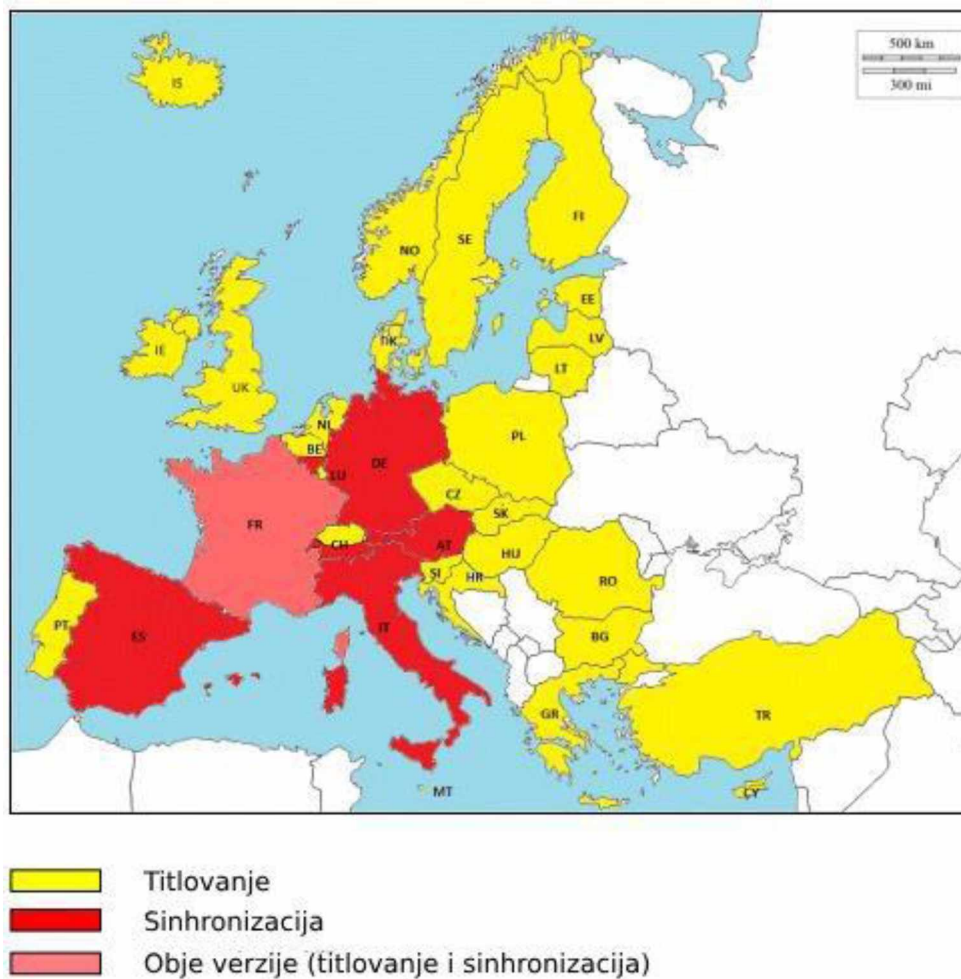 500 km
300 mi
IS
NO
SE
FI
EE
LV
LT
DK
IE
UK
NL
BE
LU
DE
PL
CZ
SK
FR
CH
AT
HU
SI
HR
RO
BG
PT
ES
IT
GR
TR
MT
CY
Titlovanje
Sinhronizacija
Obje verzije (titlovanje i sinhronizacija)